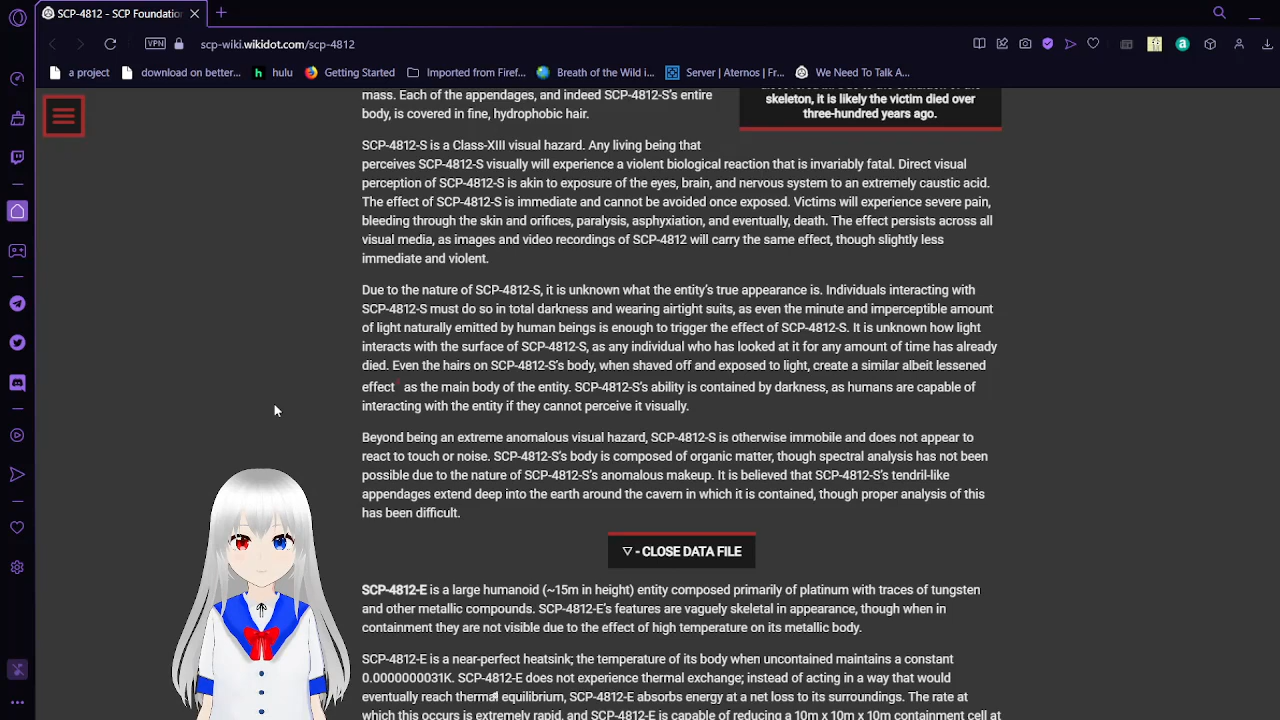 SCP-4812 - SCP Foundatio
VPN
scp-wiki.wikidot.com/scp-4812
a project
download on better...
h hulu
Getting Started
Imported from Firef...
Breath of the Wild i...
Server | Aternos | Fr...
We Need To Talk A...
mass. Each of the appendages, and indeed SCP-4812-S's entire
body, is covered in fine, hydrophobic hair.
skeleton, it is likely the victim died over
three-hundred years ago.
SCP-4812-S is a Class-XIII visual hazard. Any living being that
perceives SCP-4812-S visually will experience a violent biological reaction that is invariably fatal. Direct visual
perception of SCP-4812-S is akin to exposure of the eyes, brain, and nervous system to an extremely caustic acid.
The effect of SCP-4812-S is immediate and cannot be avoided once exposed. Victims will experience severe pain,
bleeding through the skin and orifices, paralysis, asphyxiation, and eventually, death. The effect persists across all
visual media, as images and video recordings of SCP-4812 will carry the same effect, though slightly less
immediate and violent.
Due to the nature of SCP-4812-S, it is unknown what the entity's true appearance is. Individuals interacting with
SCP-4812-S must do so in total darkness and wearing airtight suits, as even the minute and imperceptible amount
of light naturally emitted by human beings is enough to trigger the effect of SCP-4812-S. It is unknown how light
interacts with the surface of SCP-4812-S, as any individual who has looked at it for any amount of time has already
died. Even the hairs on SCP-4812-S's body, when shaved off and exposed to light, create a similar albeit lessened
effect as the main body of the entity. SCP-4812-S's ability is contained by darkness, as humans are capable of
interacting with the entity if they cannot perceive it visually.
Beyond being an extreme anomalous visual hazard, SCP-4812-S is otherwise immobile and does not appear to
react to touch or noise. SCP-4812-S's body is composed of organic matter, though spectral analysis has not been
possible due to the nature of SCP-4812-S's anomalous makeup. It is believed that SCP-4812-S's tendril-like
appendages extend deep into the earth around the cavern in which it is contained, though proper analysis of this
has been difficult.
▽ - CLOSE DATA FILE
SCP-4812-E is a large humanoid (~15m in height) entity composed primarily of platinum with traces of tungsten
and other metallic compounds. SCP-4812-E's features are vaguely skeletal in appearance, though when in
containment they are not visible due to the effect of high temperature on its metallic body.
SCP-4812-E is a near-perfect heatsink; the temperature of its body when uncontained maintains a constant
0.0000000031K. SCP-4812-E does not experience thermal exchange; instead of acting in a way that would
eventually reach thermal equilibrium, SCP-4812-E absorbs energy at a net loss to its surroundings. The rate at
which this occurs is extremely rapid, and SCP-4812-E is capable of reducing a 10m x 10m x 10m containment cell at